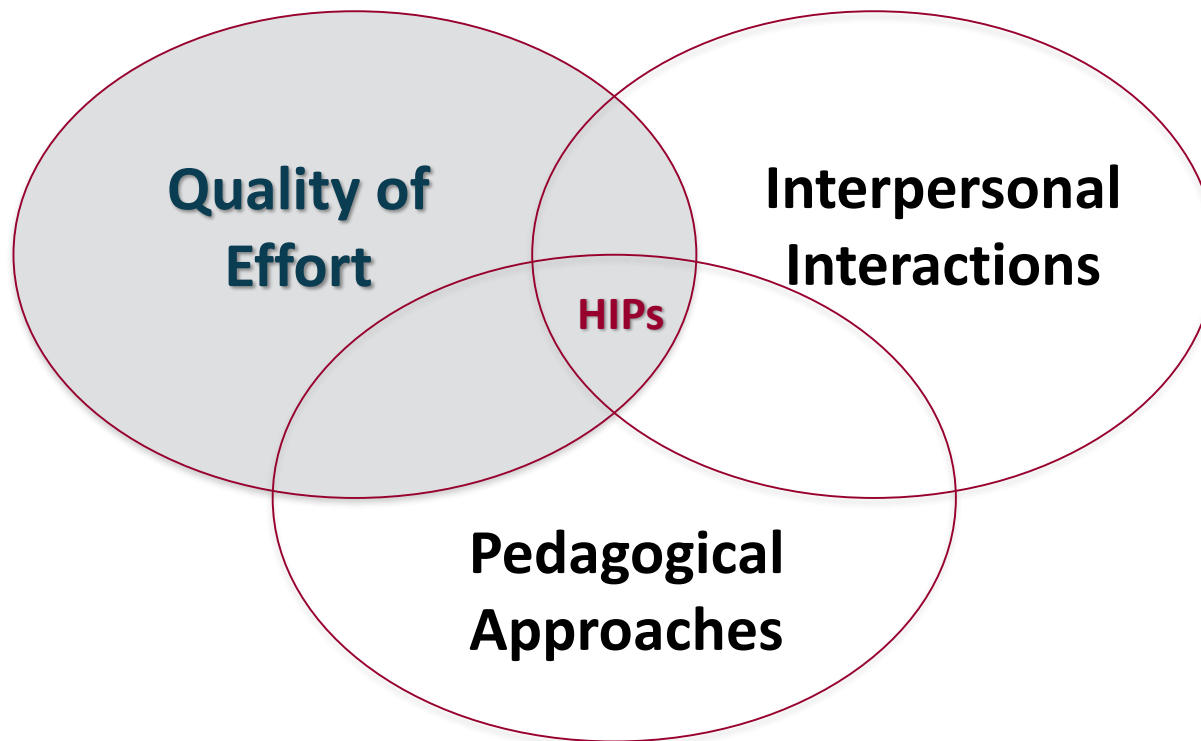 Quality of
Effort
Interpersonal
Interactions
HIPs
Pedagogical
Approaches